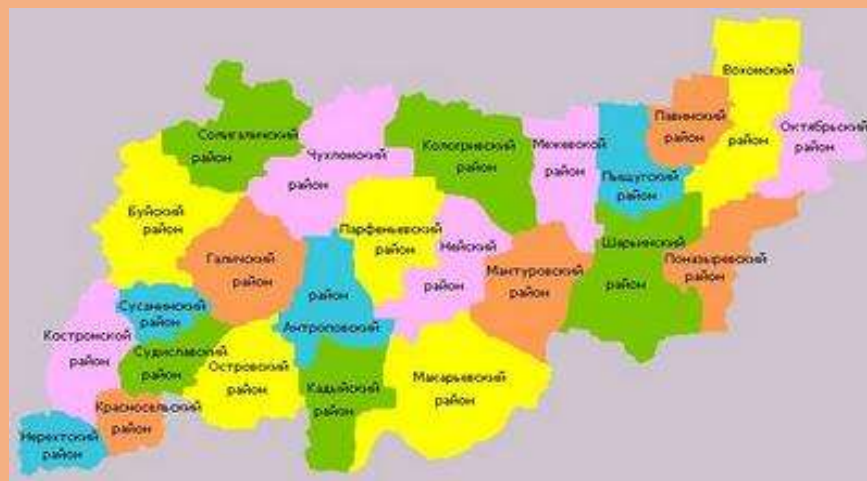 Вохомский
район
Павинский
район
Октябрьский
район
Солигаличский
район
Чухломский
район
Кологривский
район
Межевской
район
Пыщугский
район
Буйский
район
Парфеньевский
район
Нейский
район
Шарьинский
район
Галичский
район
Мантуровский
район
Поназыревский
район
Сусанинский
район
район
Антроповский
Костромской
район
Судиславский
район
Островский
район
Кадыйский
район
Макарьевский
район
Красносельский
район
Нерехтский
район